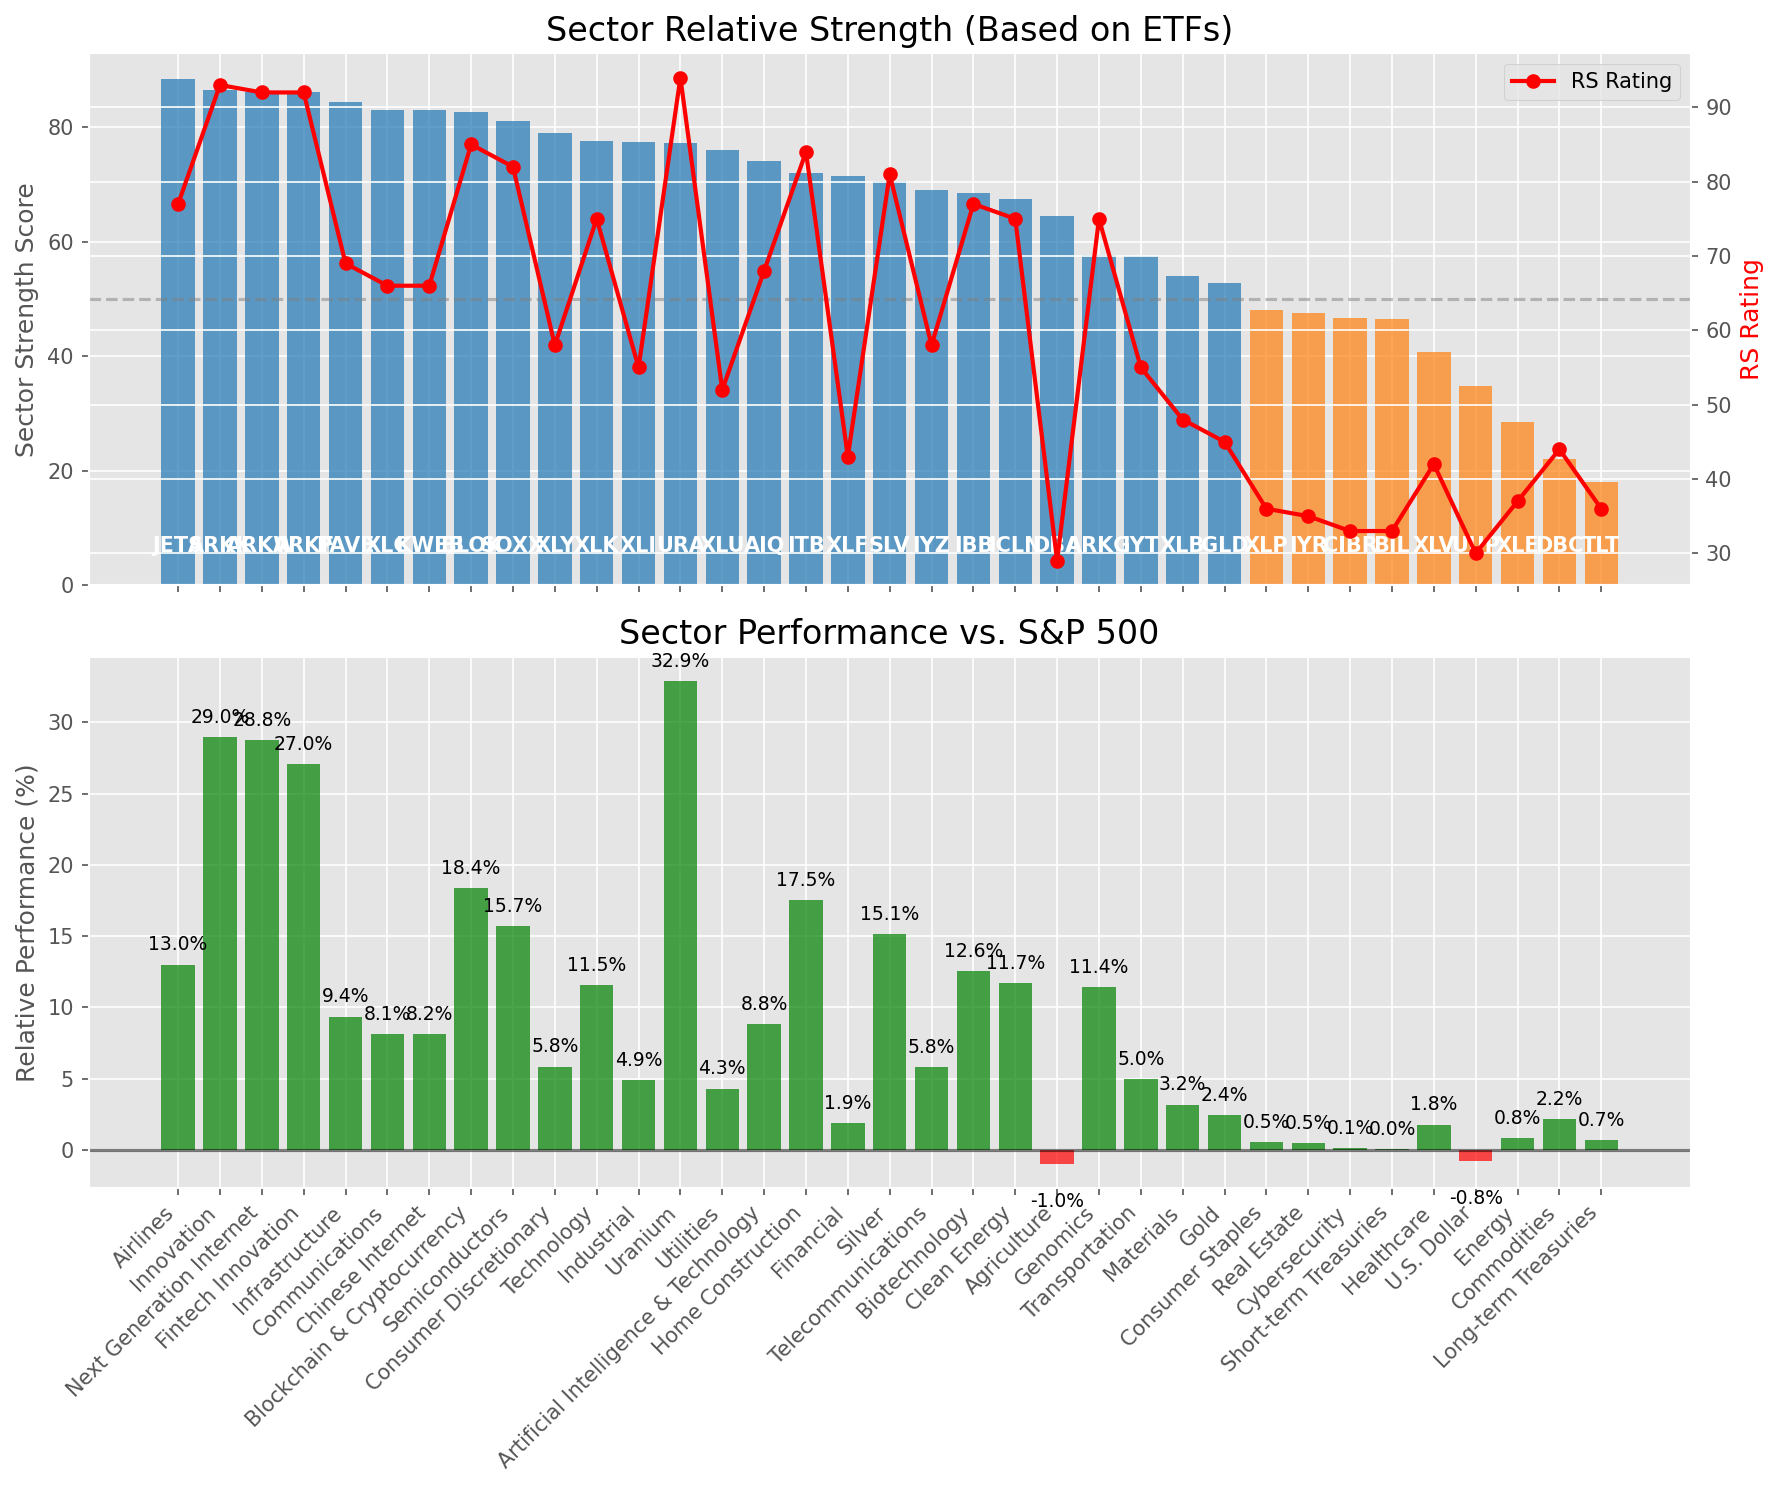 Sector Relative Strength (Based on ETFs)
RS Rating
Sector Strength Score
80
60
40
20
0
90
80
70
60
50
40
30
RS Rating
XLY XLK XLI URA XLU AIQ ITB XLF SLV IYZ IBB ICLN ARKG IYT XLB GLD XLP IYR CIBR BIL XLV UUP XLE DBC TLT
Sector Performance vs. S&P 500
Relative Performance (%)
30
25
20
15
10
5
0
13.0%
29.0%
28.8%
27.0%
9.4%
8.1%
8.2%
18.4%
15.7%
5.8%
11.5%
4.9%
32.9%
4.3%
8.8%
17.5%
1.9%
15.1%
5.8%
12.6%
11.7%
-1.0%
11.4%
5.0%
3.2%
2.4%
0.5%
0.5%
0.1%
0.0%
1.8%
-0.8%
0.8%
2.2%
0.7%
Airlines
Innovation
Next Generation Internet
Fintech Innovation
Infrastructure
Communications
Chinese Internet
Blockchain & Cryptocurrency
Semiconductors
Consumer Discretionary
Technology
Industrial
Uranium
Utilities
Artificial Intelligence & Technology
Home Construction
Financial
Silver
Telecommunications
Biotechnology
Clean Energy
Agriculture
Genomics
Transportation
Materials
Gold
Consumer Staples
Real Estate
Cybersecurity
Short-term Treasuries
Healthcare
U.S. Dollar
Energy
Commodities
Long-term Treasuries